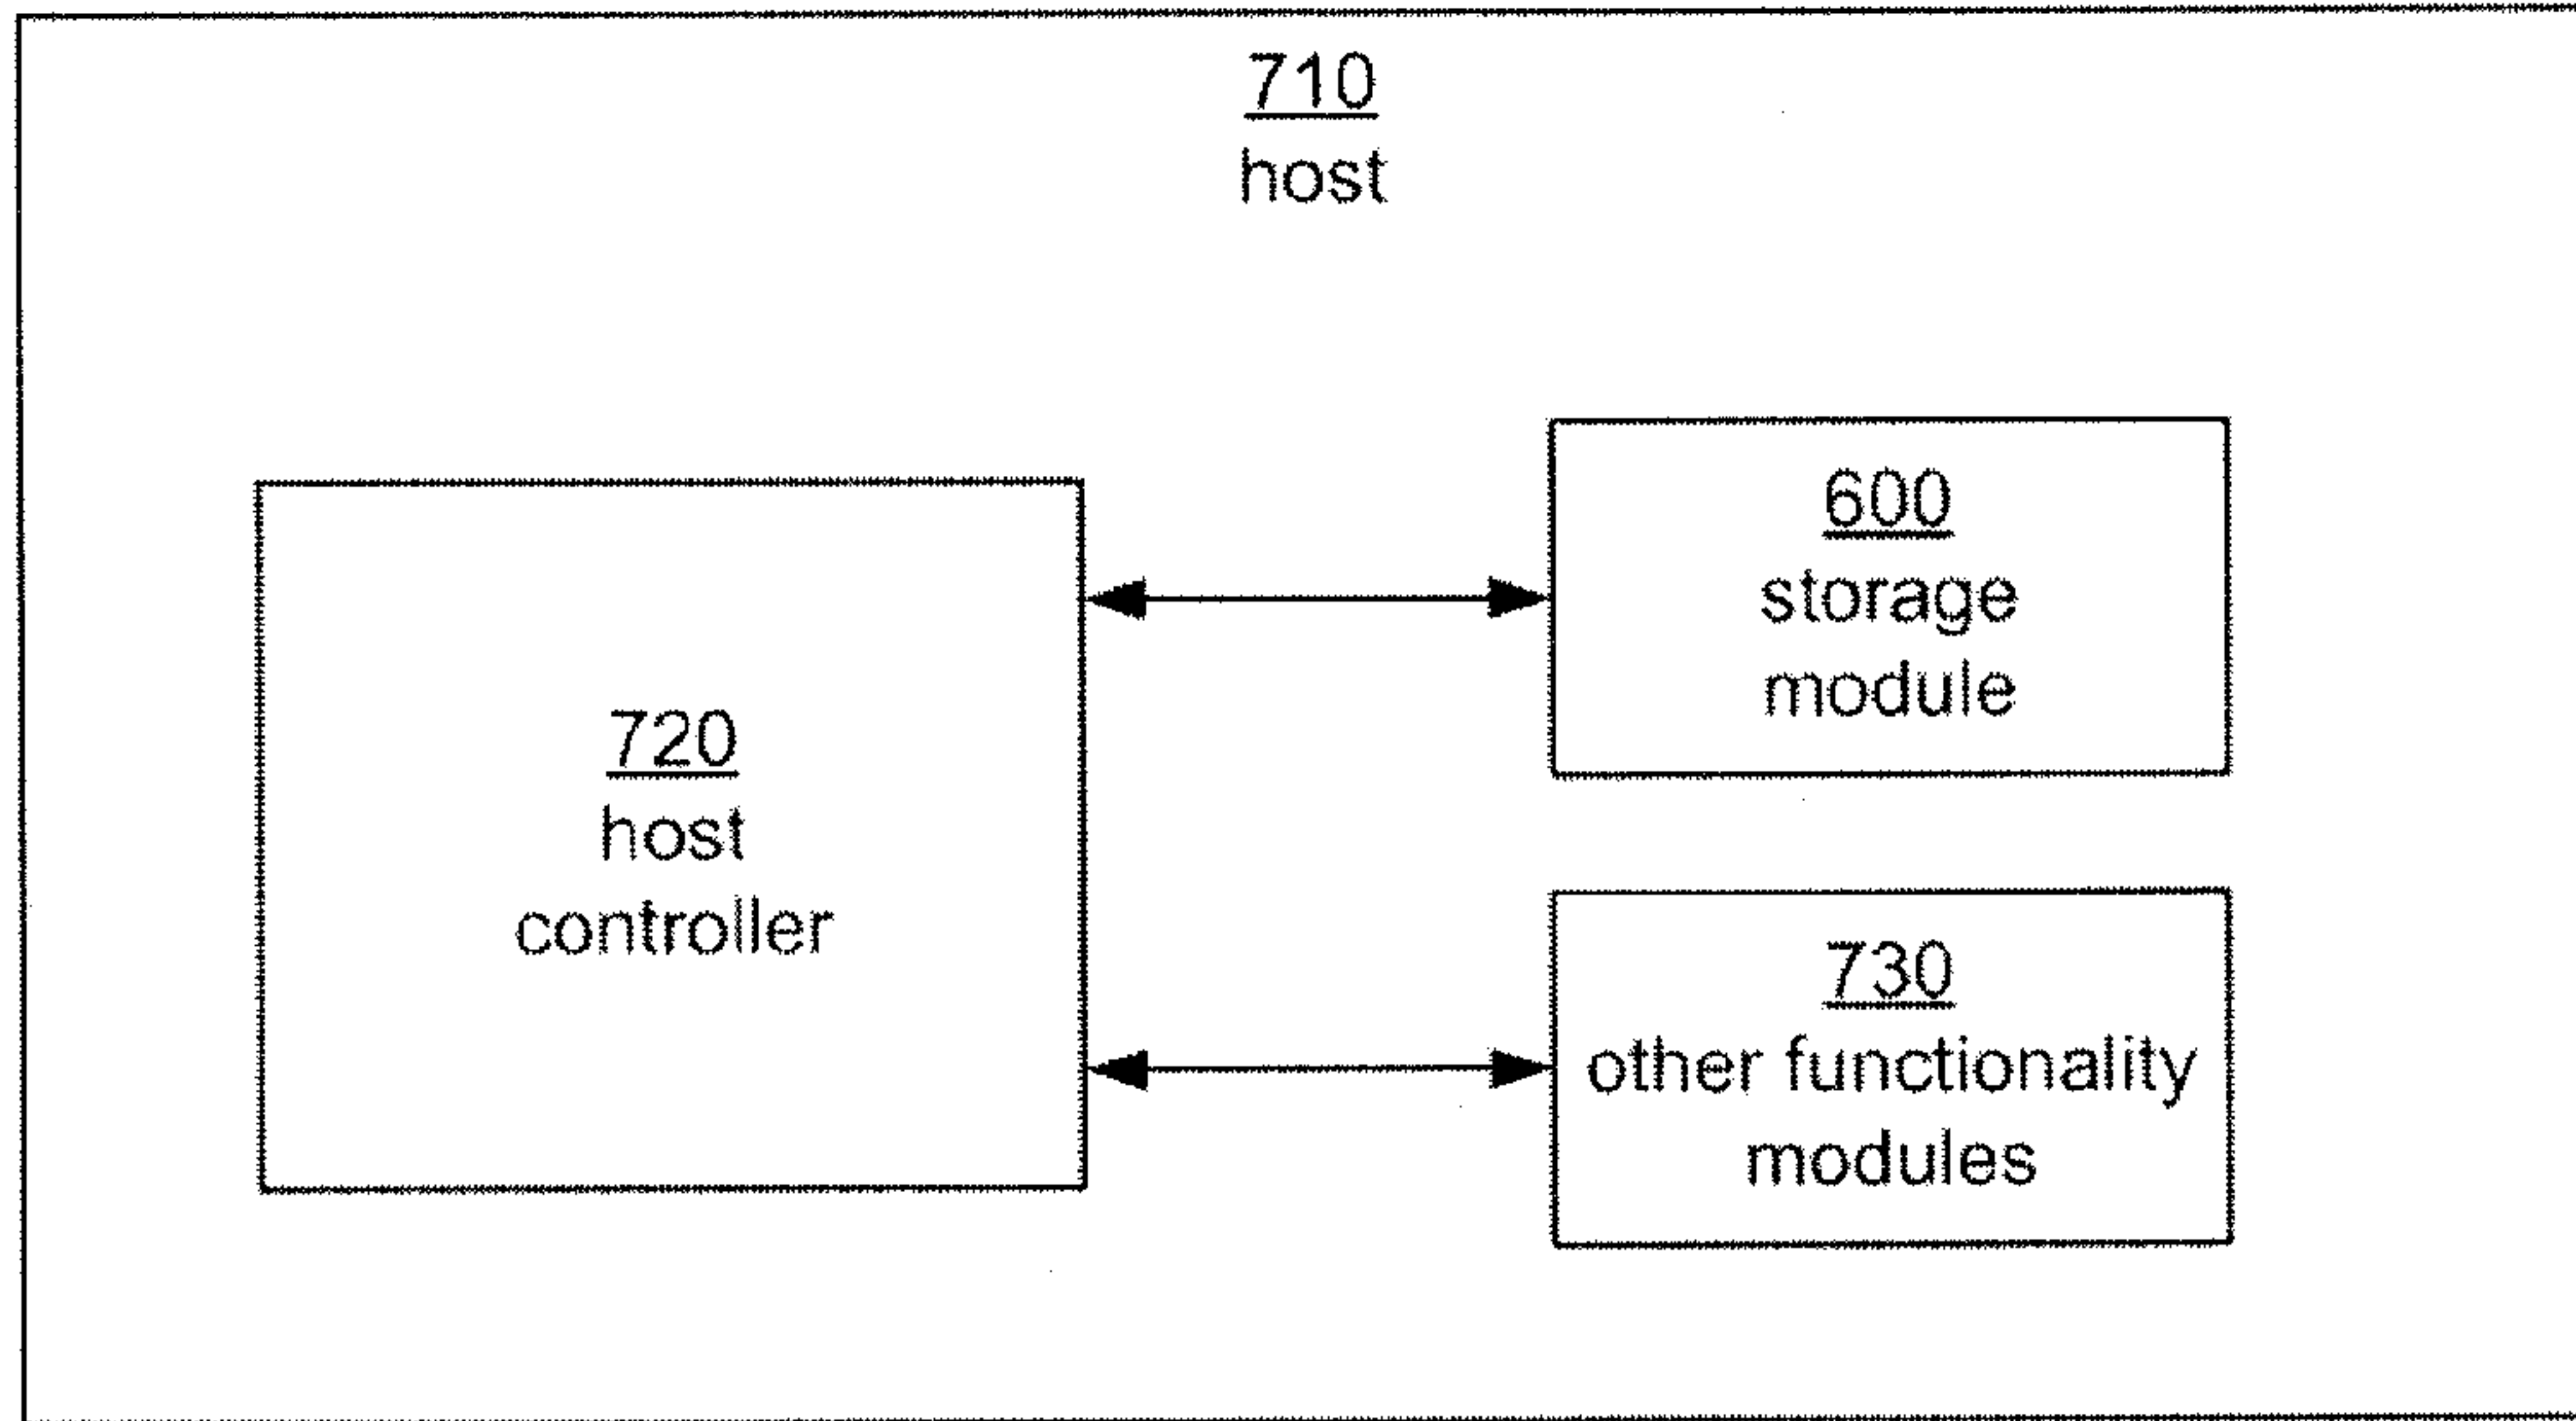 710
host
720
host
controller
600
storage
module
730
other functionality
modules